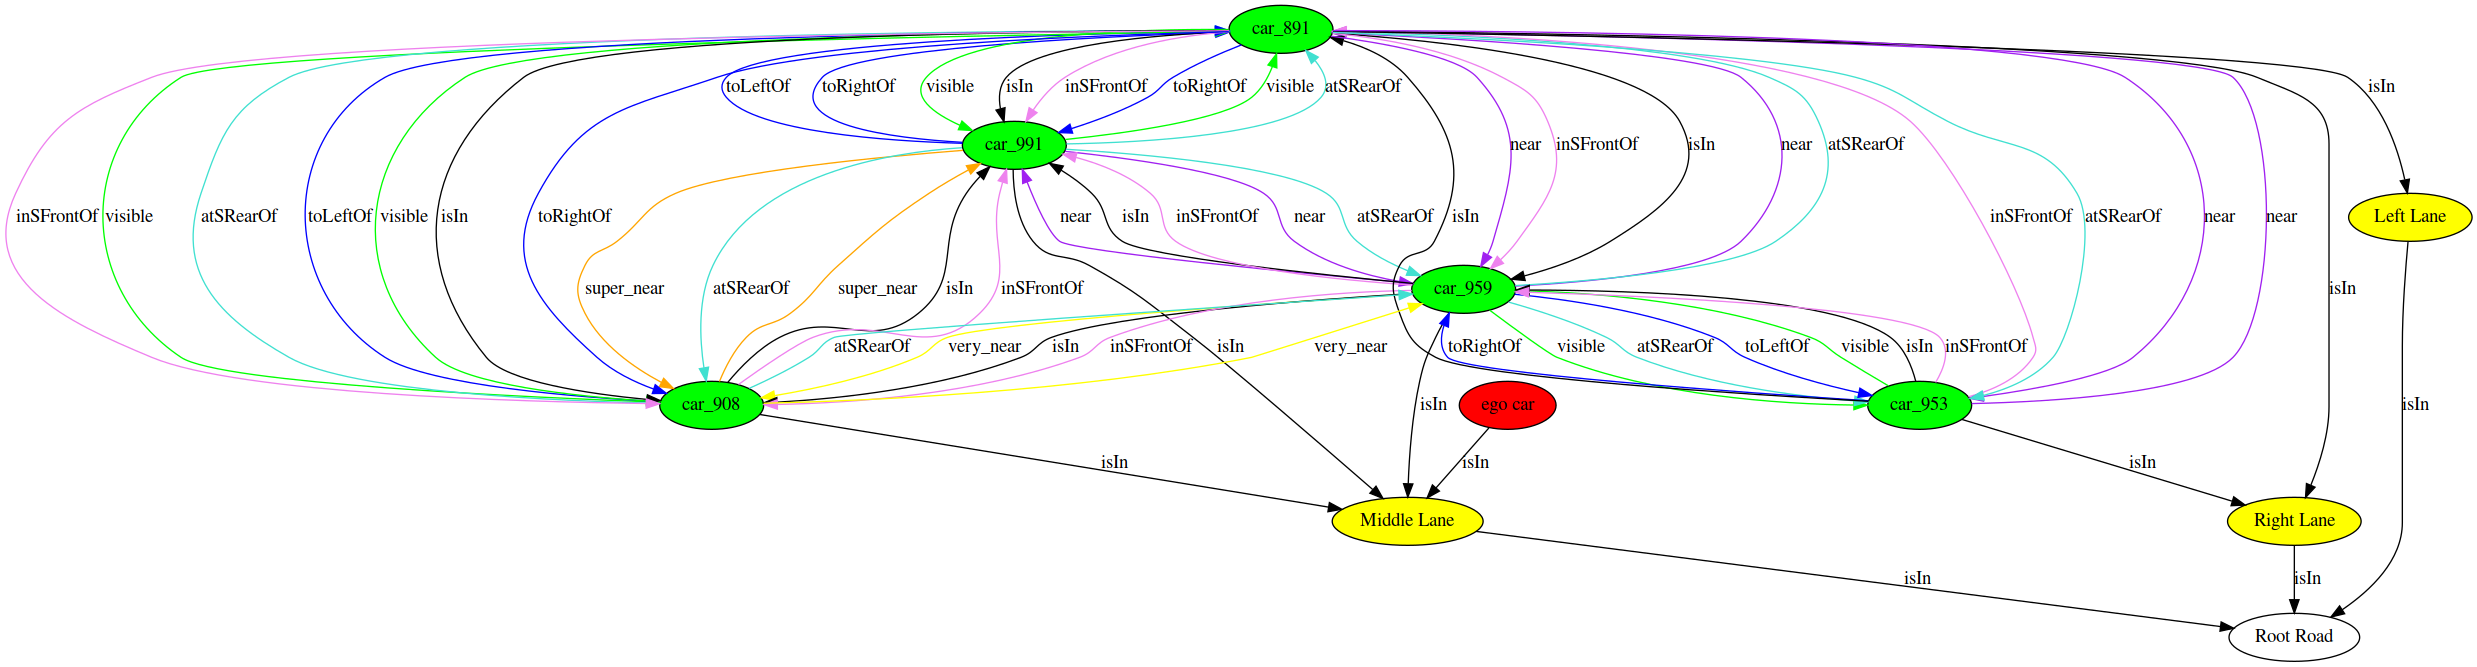 car_891
toLeftOf
toRightOf
visible
isIn
inSFrontOf
toRightOf
visible
atSRearOf
isIn
car_991
near
inSFrontOf
isIn
near
atSRearOf
inSFrontOf
visible
atSRearOf
toLeftOf
visible
isIn
toRightOf
near
isIn
inSFrontOf
near
atSRearOf
isIn
inSFrontOf
atSRearOf
near
near
Left Lane
super_near
atSRearOf
super_near
isIn
inSFrontOf
car_959
isIn
atSRearOf
very_near
isIn
inSFrontOf
isIn
very_near
toRightOf
visible
atSRearOf
toLeftOf
visible
isIn
inSFrontOf
car_908
isIn
ego car
car_953
isIn
isIn
isIn
isIn
Middle Lane
Right Lane
isIn
isIn
Root Road